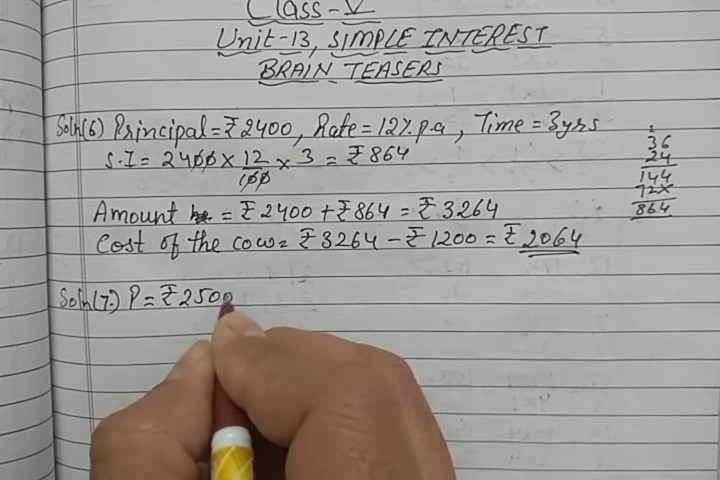 Class-V
Unit-13, SIMPLE INTEREST
BRAIN TEASERS
Soln(6) Principal=₹2400, Rate=12% p.a, Time=3yrs
S.I = 2400 × 12/100 × 3 = ₹864
Amount = ₹2400+₹864 = ₹3264
Cost of the cow = ₹3264 - ₹1200 = ₹2064
Soln(7.) P=₹2500
2
36
24
144
72×
864